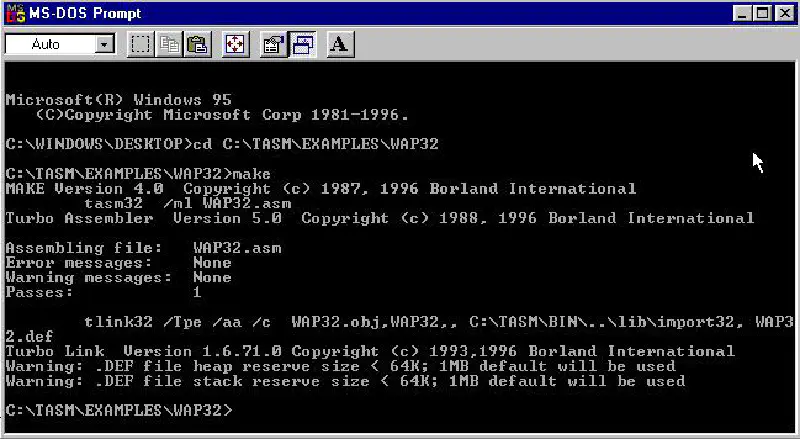 MS-DOS Prompt
Auto
A
Microsoft(R) Windows 95
(C)Copyright Microsoft Corp 1981-1996.
C:\WINDOWS\DESKTOP>cd C:\TASM\EXAMPLES\WAP32
C:\TASM\EXAMPLES\WAP32>make
MAKE Version 4.0  Copyright (c) 1987, 1996 Borland International
tasm32  /ml WAP32.asm
Turbo Assembler  Version 5.0  Copyright (c) 1988, 1996 Borland International
Assembling file:   WAP32.asm
Error messages:    None
Warning messages:  None
Passes:            1
tlink32 /Tpe /aa /c  WAP32.obj,WAP32,, C:\TASM\BIN\..\lib\import32, WAP3
2.def
Turbo Link  Version 1.6.71.0 Copyright (c) 1993,1996 Borland International
Warning: .DEF file heap reserve size < 64K; 1MB default will be used
Warning: .DEF file stack reserve size < 64K; 1MB default will be used
C:\TASM\EXAMPLES\WAP32>